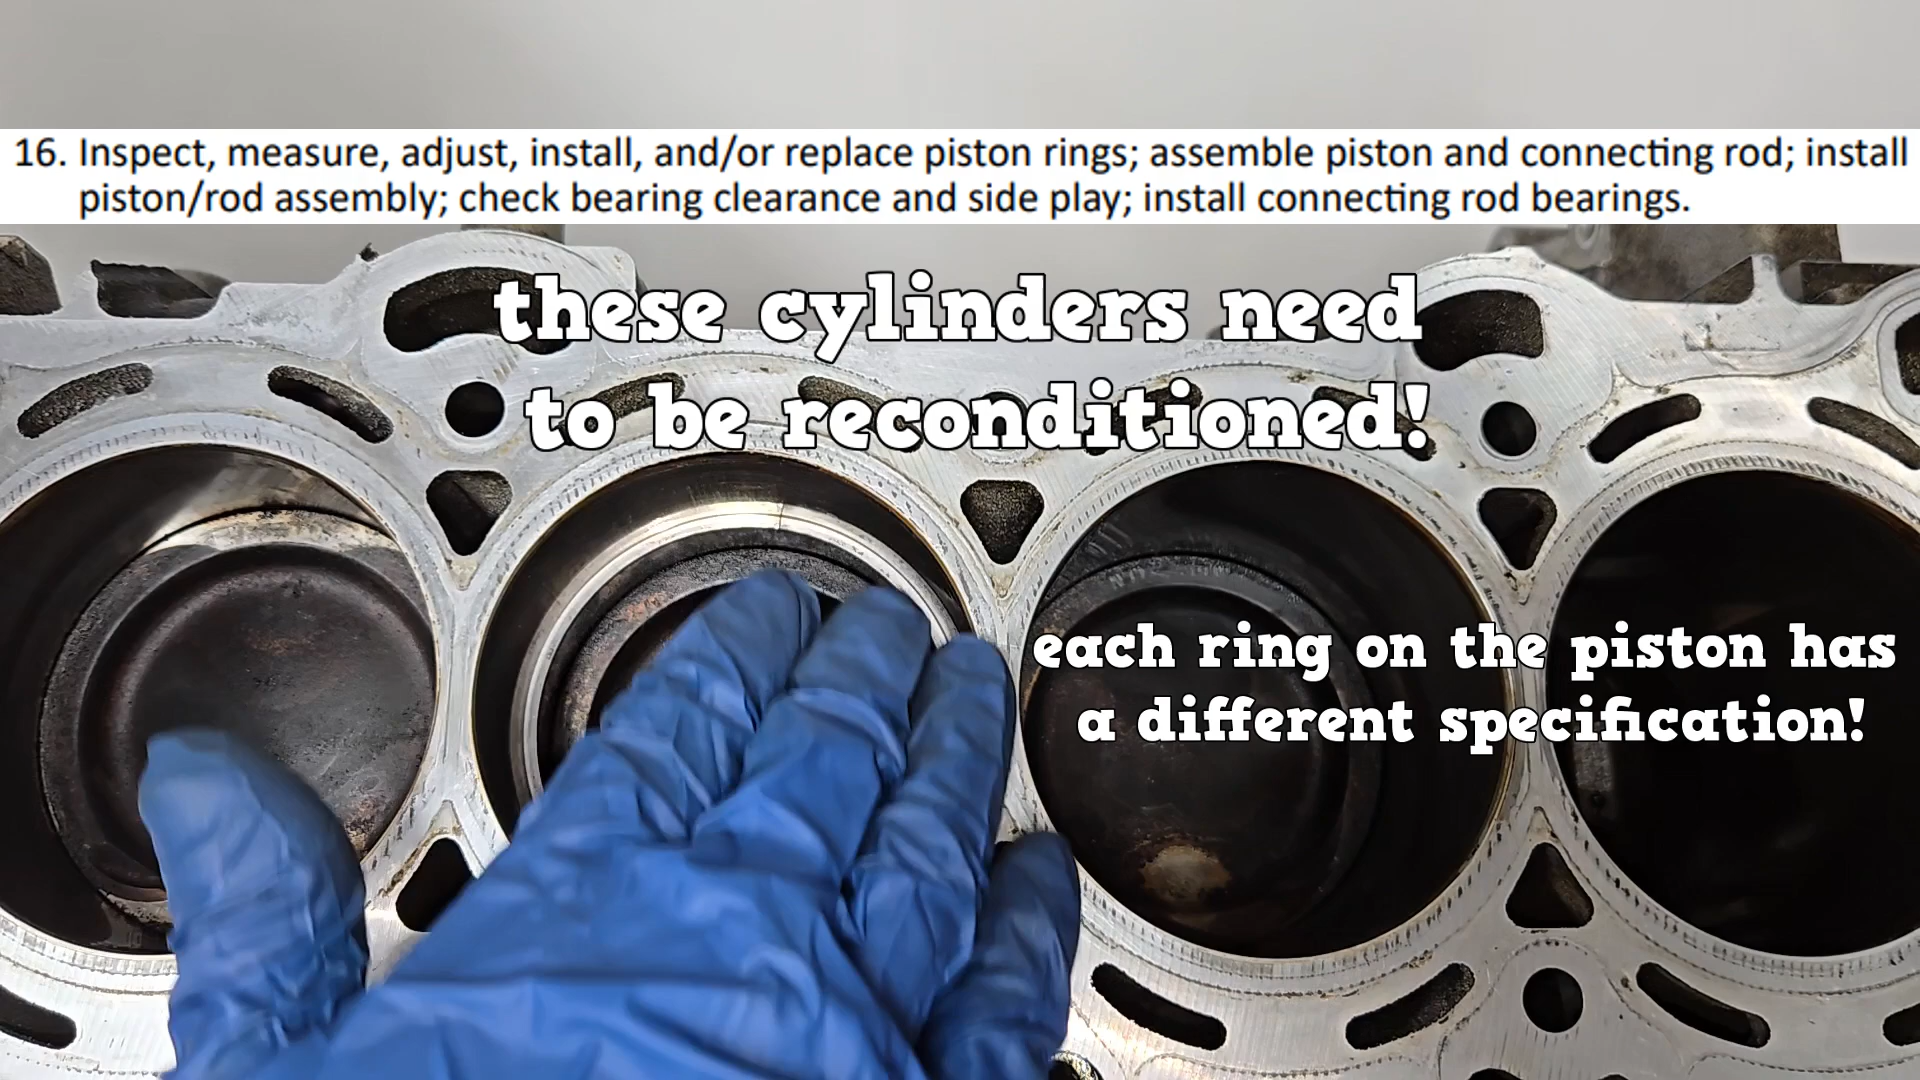 16. Inspect, measure, adjust, install, and/or replace piston rings; assemble piston and connecting rod; install
piston/rod assembly; check bearing clearance and side play; install connecting rod bearings.
these cylinders need
to be reconditioned!
each ring on the piston has
a different specification!